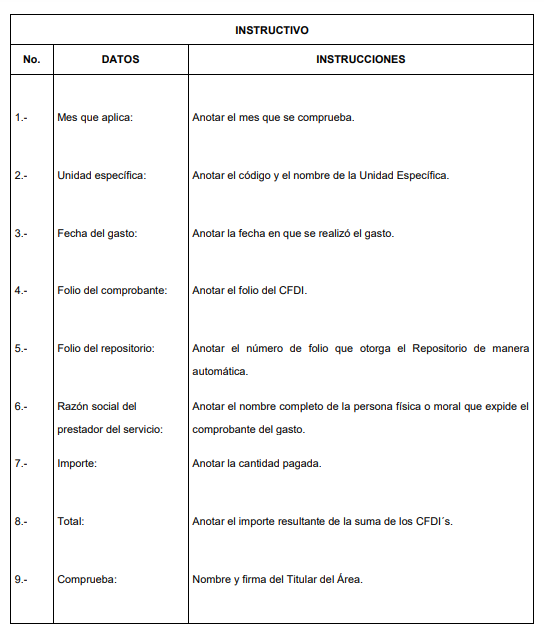 INSTRUCTIVO
No. DATOS INSTRUCCIONES
1.- Mes que aplica: Anotar el mes que se comprueba.
2.- Unidad específica: Anotar el código y el nombre de la Unidad Específica.
3.- Fecha del gasto: Anotar la fecha en que se realizó el gasto.
4.- Folio del comprobante: Anotar el folio del CFDI.
5.- Folio del repositorio: Anotar el número de folio que otorga el Repositorio de manera
automática.
6.- Razón social del Anotar el nombre completo de la persona física o moral que expide el
prestador del servicio: comprobante del gasto.
7.- Importe: Anotar la cantidad pagada.
8.- Total: Anotar el importe resultante de la suma de los CFDI´s.
9.- Comprueba: Nombre y firma del Titular del Área.